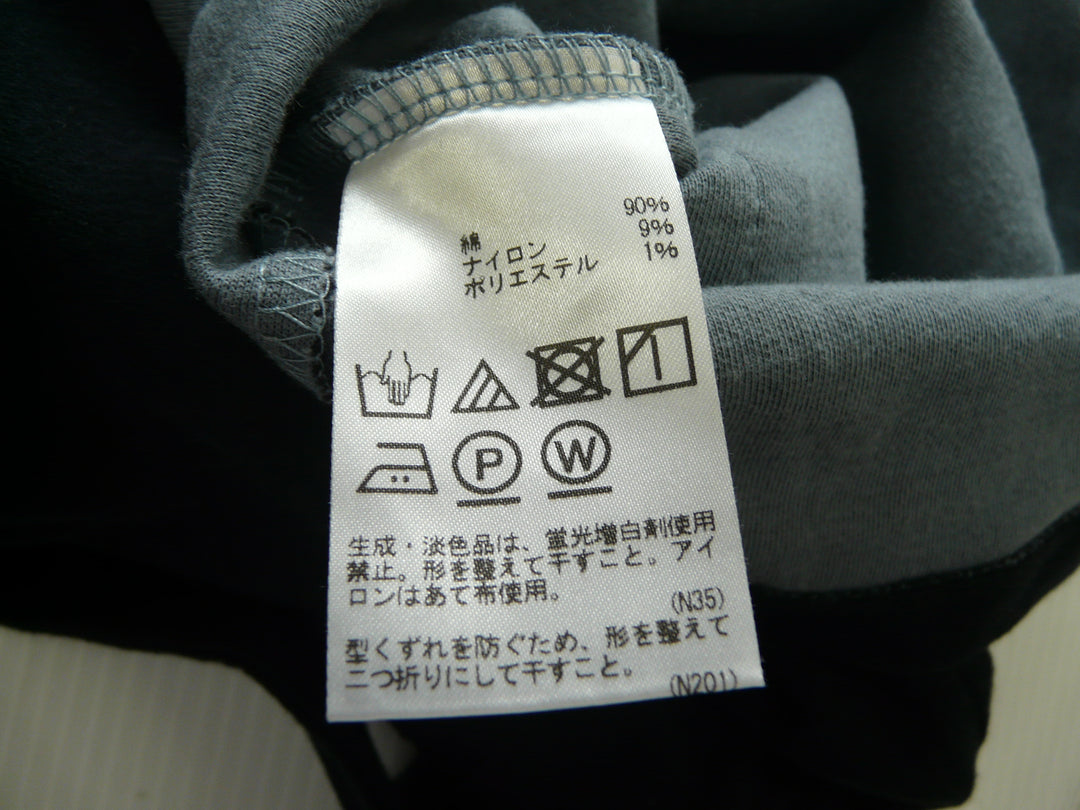 綿 90%
ナイロン 9%
ポリエステル 1%
P
W
生成・淡色品は、蛍光増白剤使用
禁止。形を整えて干すこと。アイ
ロンはあて布使用。
(N35)
型くずれを防ぐため、形を整えて
二つ折りにして干すこと。
(N201)